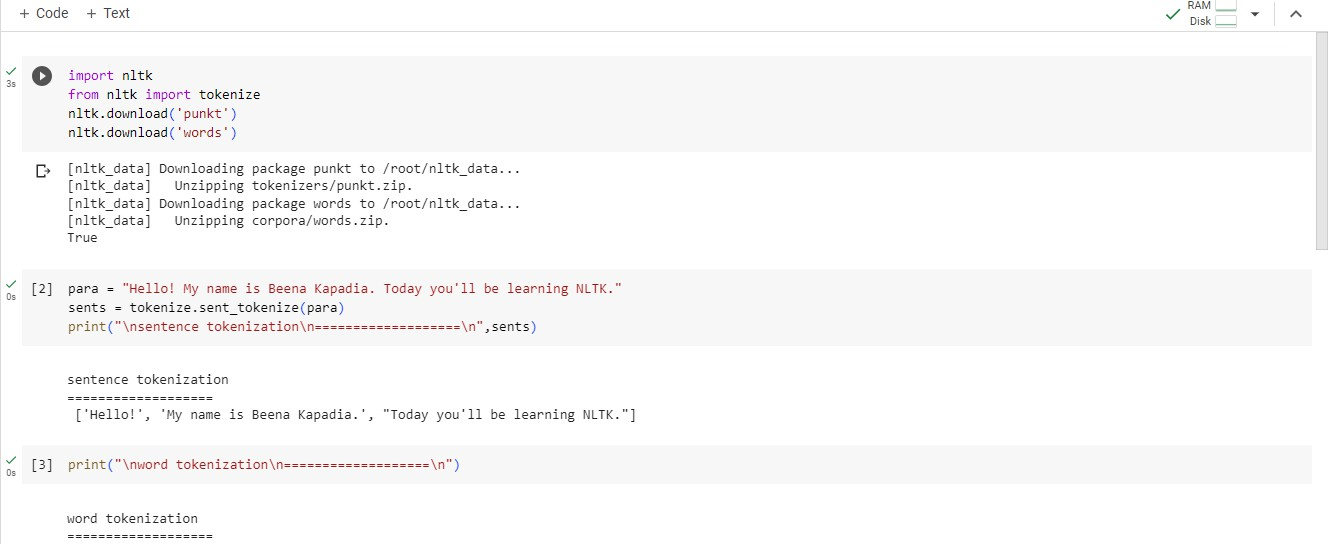 + Code + Text
RAM
Disk
3s
import nltk
from nltk import tokenize
nltk.download('punkt')
nltk.download('words')
[nltk_data] Downloading package punkt to /root/nltk_data...
[nltk_data]   Unzipping tokenizers/punkt.zip.
[nltk_data] Downloading package words to /root/nltk_data...
[nltk_data]   Unzipping corpora/words.zip.
True
0s
[2] para = "Hello! My name is Beena Kapadia. Today you'll be learning NLTK."
sents = tokenize.sent_tokenize(para)
print("\nsentence tokenization\n===================\n",sents)
sentence tokenization
===================
['Hello!', 'My name is Beena Kapadia.', "Today you'll be learning NLTK."]
0s
[3] print("\nword tokenization\n===================\n")
word tokenization
===================